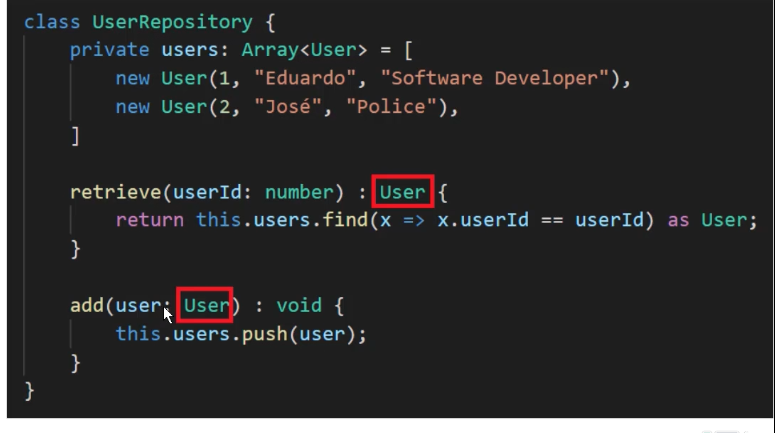 class UserRepository {
    private users: Array<User> = [
        new User(1, "Eduardo", "Software Developer"),
        new User(2, "José", "Police"),
    ]
    retrieve(userId: number) : User {
        return this.users.find(x => x.userId == userId) as User;
    }
    add(user: User) : void {
        this.users.push(user);
    }
}